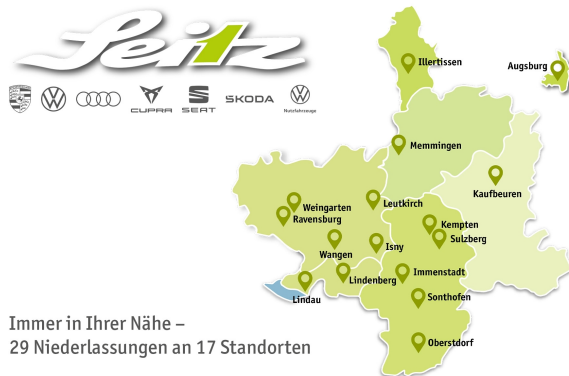 Seitz
CUPRA
SEAT
SKODA
Nutzfahrzeuge
Illertissen
Augsburg
Memmingen
Kaufbeuren
Leutkirch
Weingarten
Ravensburg
Kempten
Sulzberg
Wangen
Isny
Lindenberg
Immenstadt
Lindau
Sonthofen
Oberstdorf
Immer in Ihrer Nähe –
29 Niederlassungen an 17 Standorten